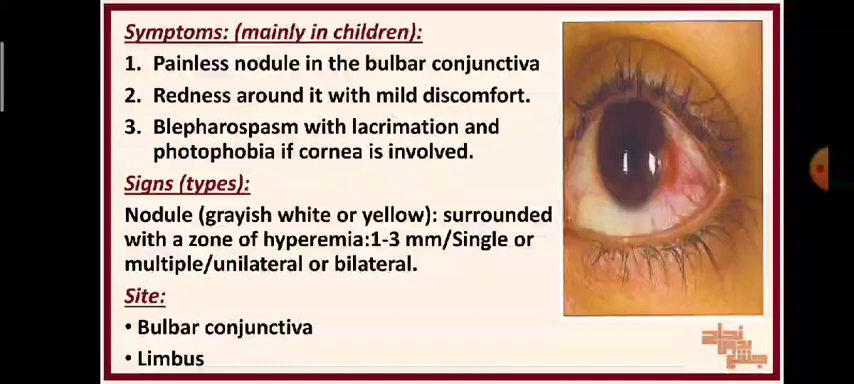 Symptoms: (mainly in children):
1. Painless nodule in the bulbar conjunctiva
2. Redness around it with mild discomfort.
3. Blepharospasm with lacrimation and
photophobia if cornea is involved.
Signs (types):
Nodule (grayish white or yellow): surrounded
with a zone of hyperemia:1-3 mm/Single or
multiple/unilateral or bilateral.
Site:
• Bulbar conjunctiva
• Limbus